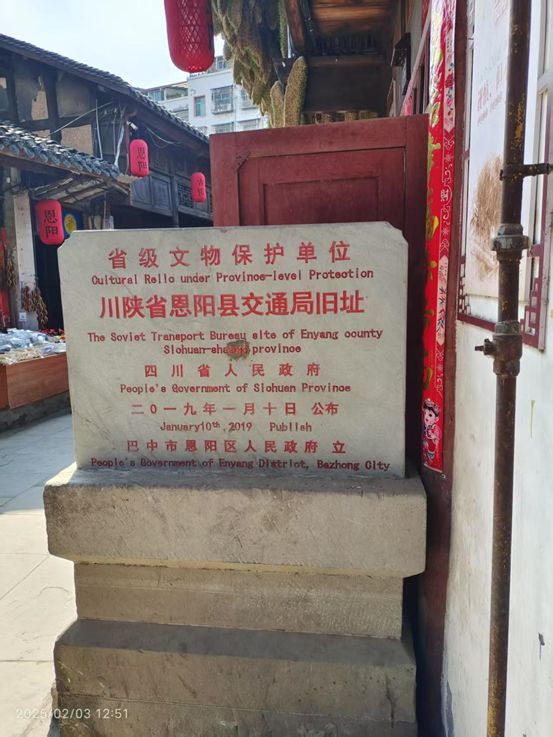 省级文物保护单位
Cultural Relic under Province-level Protection
川陕省恩阳县交通局旧址
The Soviet Transport Bureau site of Enyang county
四川省人民政府
People's Government of Sichuan Province
二〇一九年一月十日 公布
January10th,2019 Publish
巴中市恩阳区人民政府 立
People's Government of Enyang District, Bazhong City
恩阳
恩阳
2025/02/03 12:51